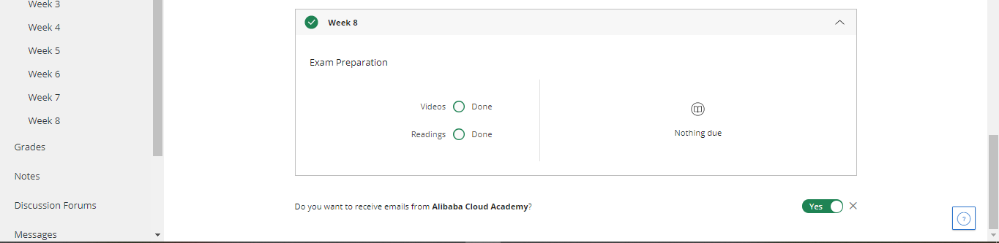 Week 3
Week 4
Week 5
Week 6
Week 7
Week 8
Grades
Notes
Discussion Forums
Messages
Week 8
Exam Preparation
Videos Done
Readings Done
Nothing due
Do you want to receive emails from Alibaba Cloud Academy?
Yes
?